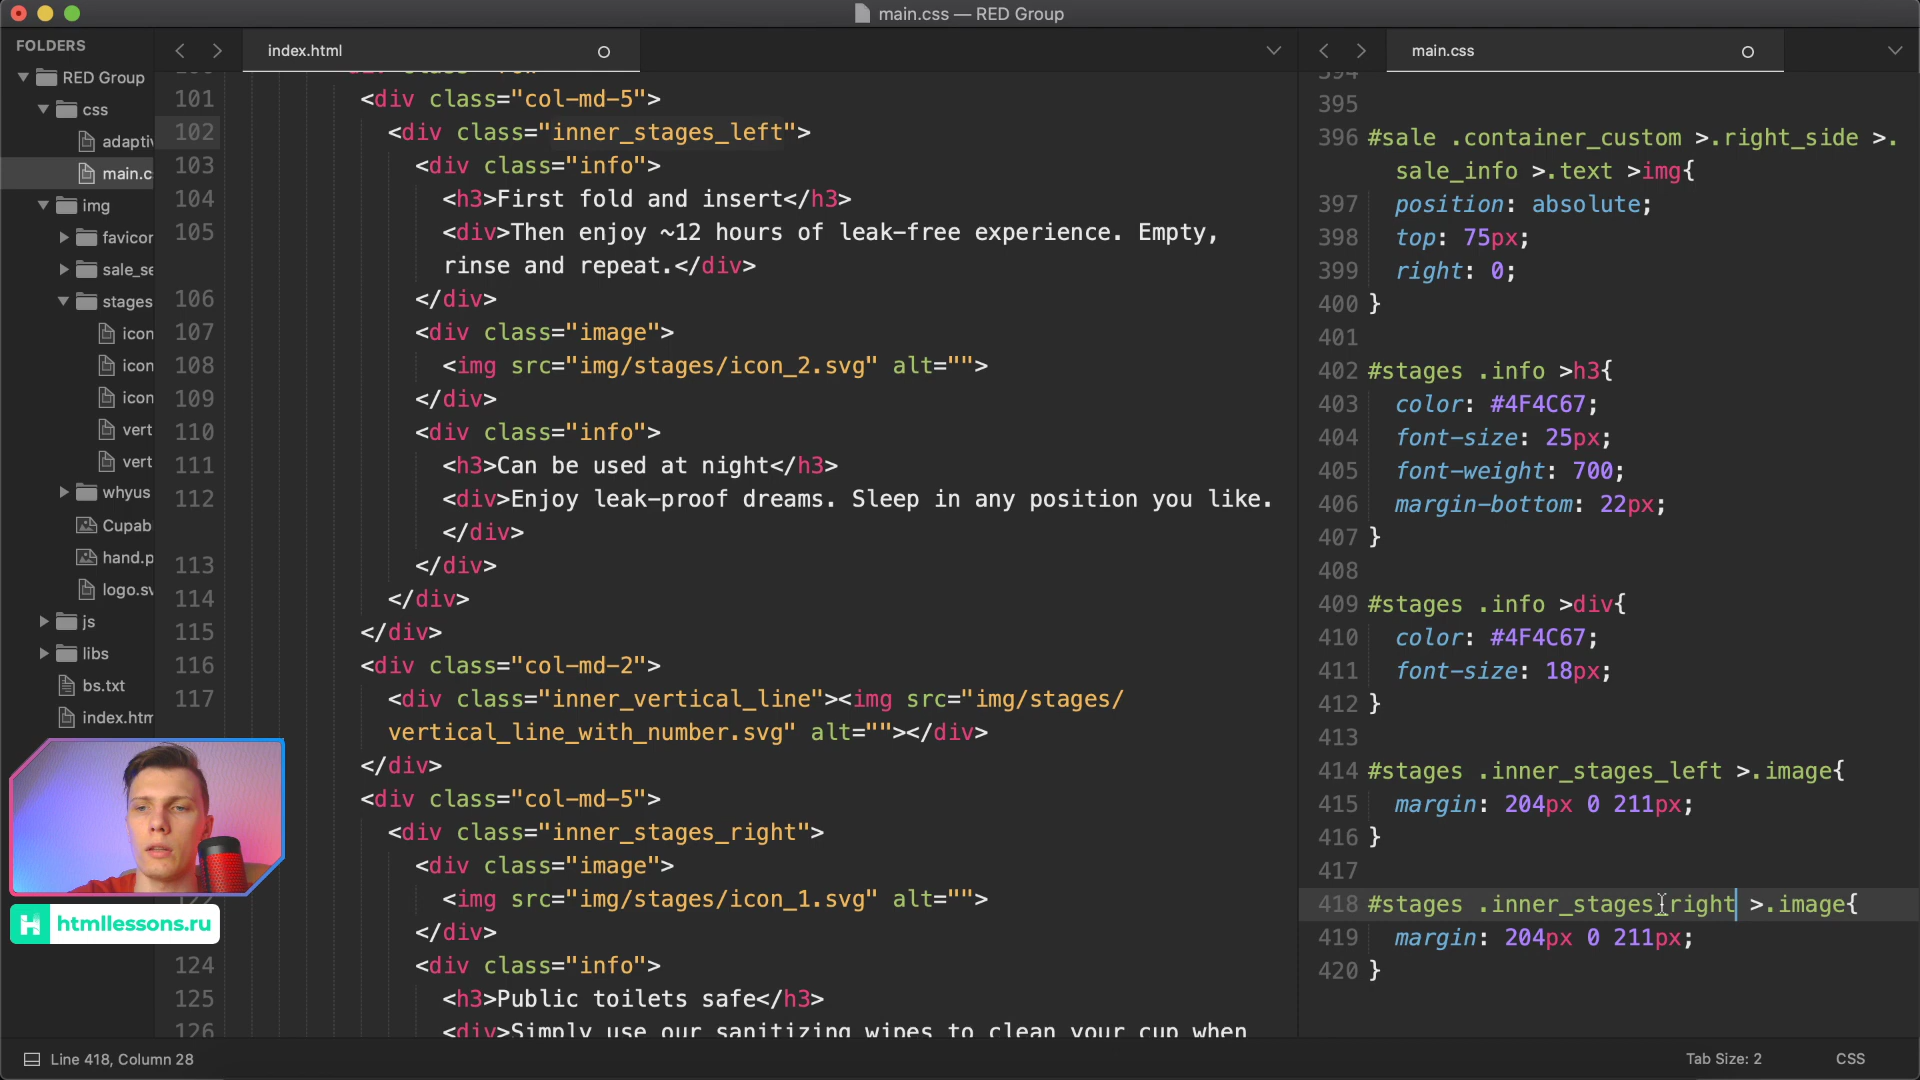 main.css — RED Group
FOLDERS
RED Group
css
adaptiv
main.c
img
favicor
sale_se
stages
icon
icon
icon
vert
vert
whyus
Cupab
hand.p
logo.sv
js
libs
bs.txt
index.htm
index.html
101 <div class="col-md-5">
102 <div class="inner_stages_left">
103 <div class="info">
104 <h3>First fold and insert</h3>
105 <div>Then enjoy ~12 hours of leak-free experience. Empty,
rinse and repeat.</div>
106 </div>
107 <div class="image">
108 <img src="img/stages/icon_2.svg" alt="">
109 </div>
110 <div class="info">
111 <h3>Can be used at night</h3>
112 <div>Enjoy leak-proof dreams. Sleep in any position you like.
</div>
113 </div>
114 </div>
115 </div>
116 <div class="col-md-2">
117 <div class="inner_vertical_line"><img src="img/stages/
vertical_line_with_number.svg" alt=""></div>
</div>
<div class="col-md-5">
<div class="inner_stages_right">
<div class="image">
<img src="img/stages/icon_1.svg" alt="">
</div>
124 <div class="info">
125 <h3>Public toilets safe</h3>
126 <div>Simply use our sanitizing wipes to clean your cup when
main.css
394
395
396 #sale .container_custom >.right_side >.
sale_info >.text >img{
397 position: absolute;
398 top: 75px;
399 right: 0;
400 }
401
402 #stages .info >h3{
403 color: #4F4C67;
404 font-size: 25px;
405 font-weight: 700;
406 margin-bottom: 22px;
407 }
408
409 #stages .info >div{
410 color: #4F4C67;
411 font-size: 18px;
412 }
413
414 #stages .inner_stages_left >.image{
415 margin: 204px 0 211px;
416 }
417
418 #stages .inner_stages_right >.image{
419 margin: 204px 0 211px;
420 }
htmllessons.ru
Line 418, Column 28
Tab Size: 2
CSS